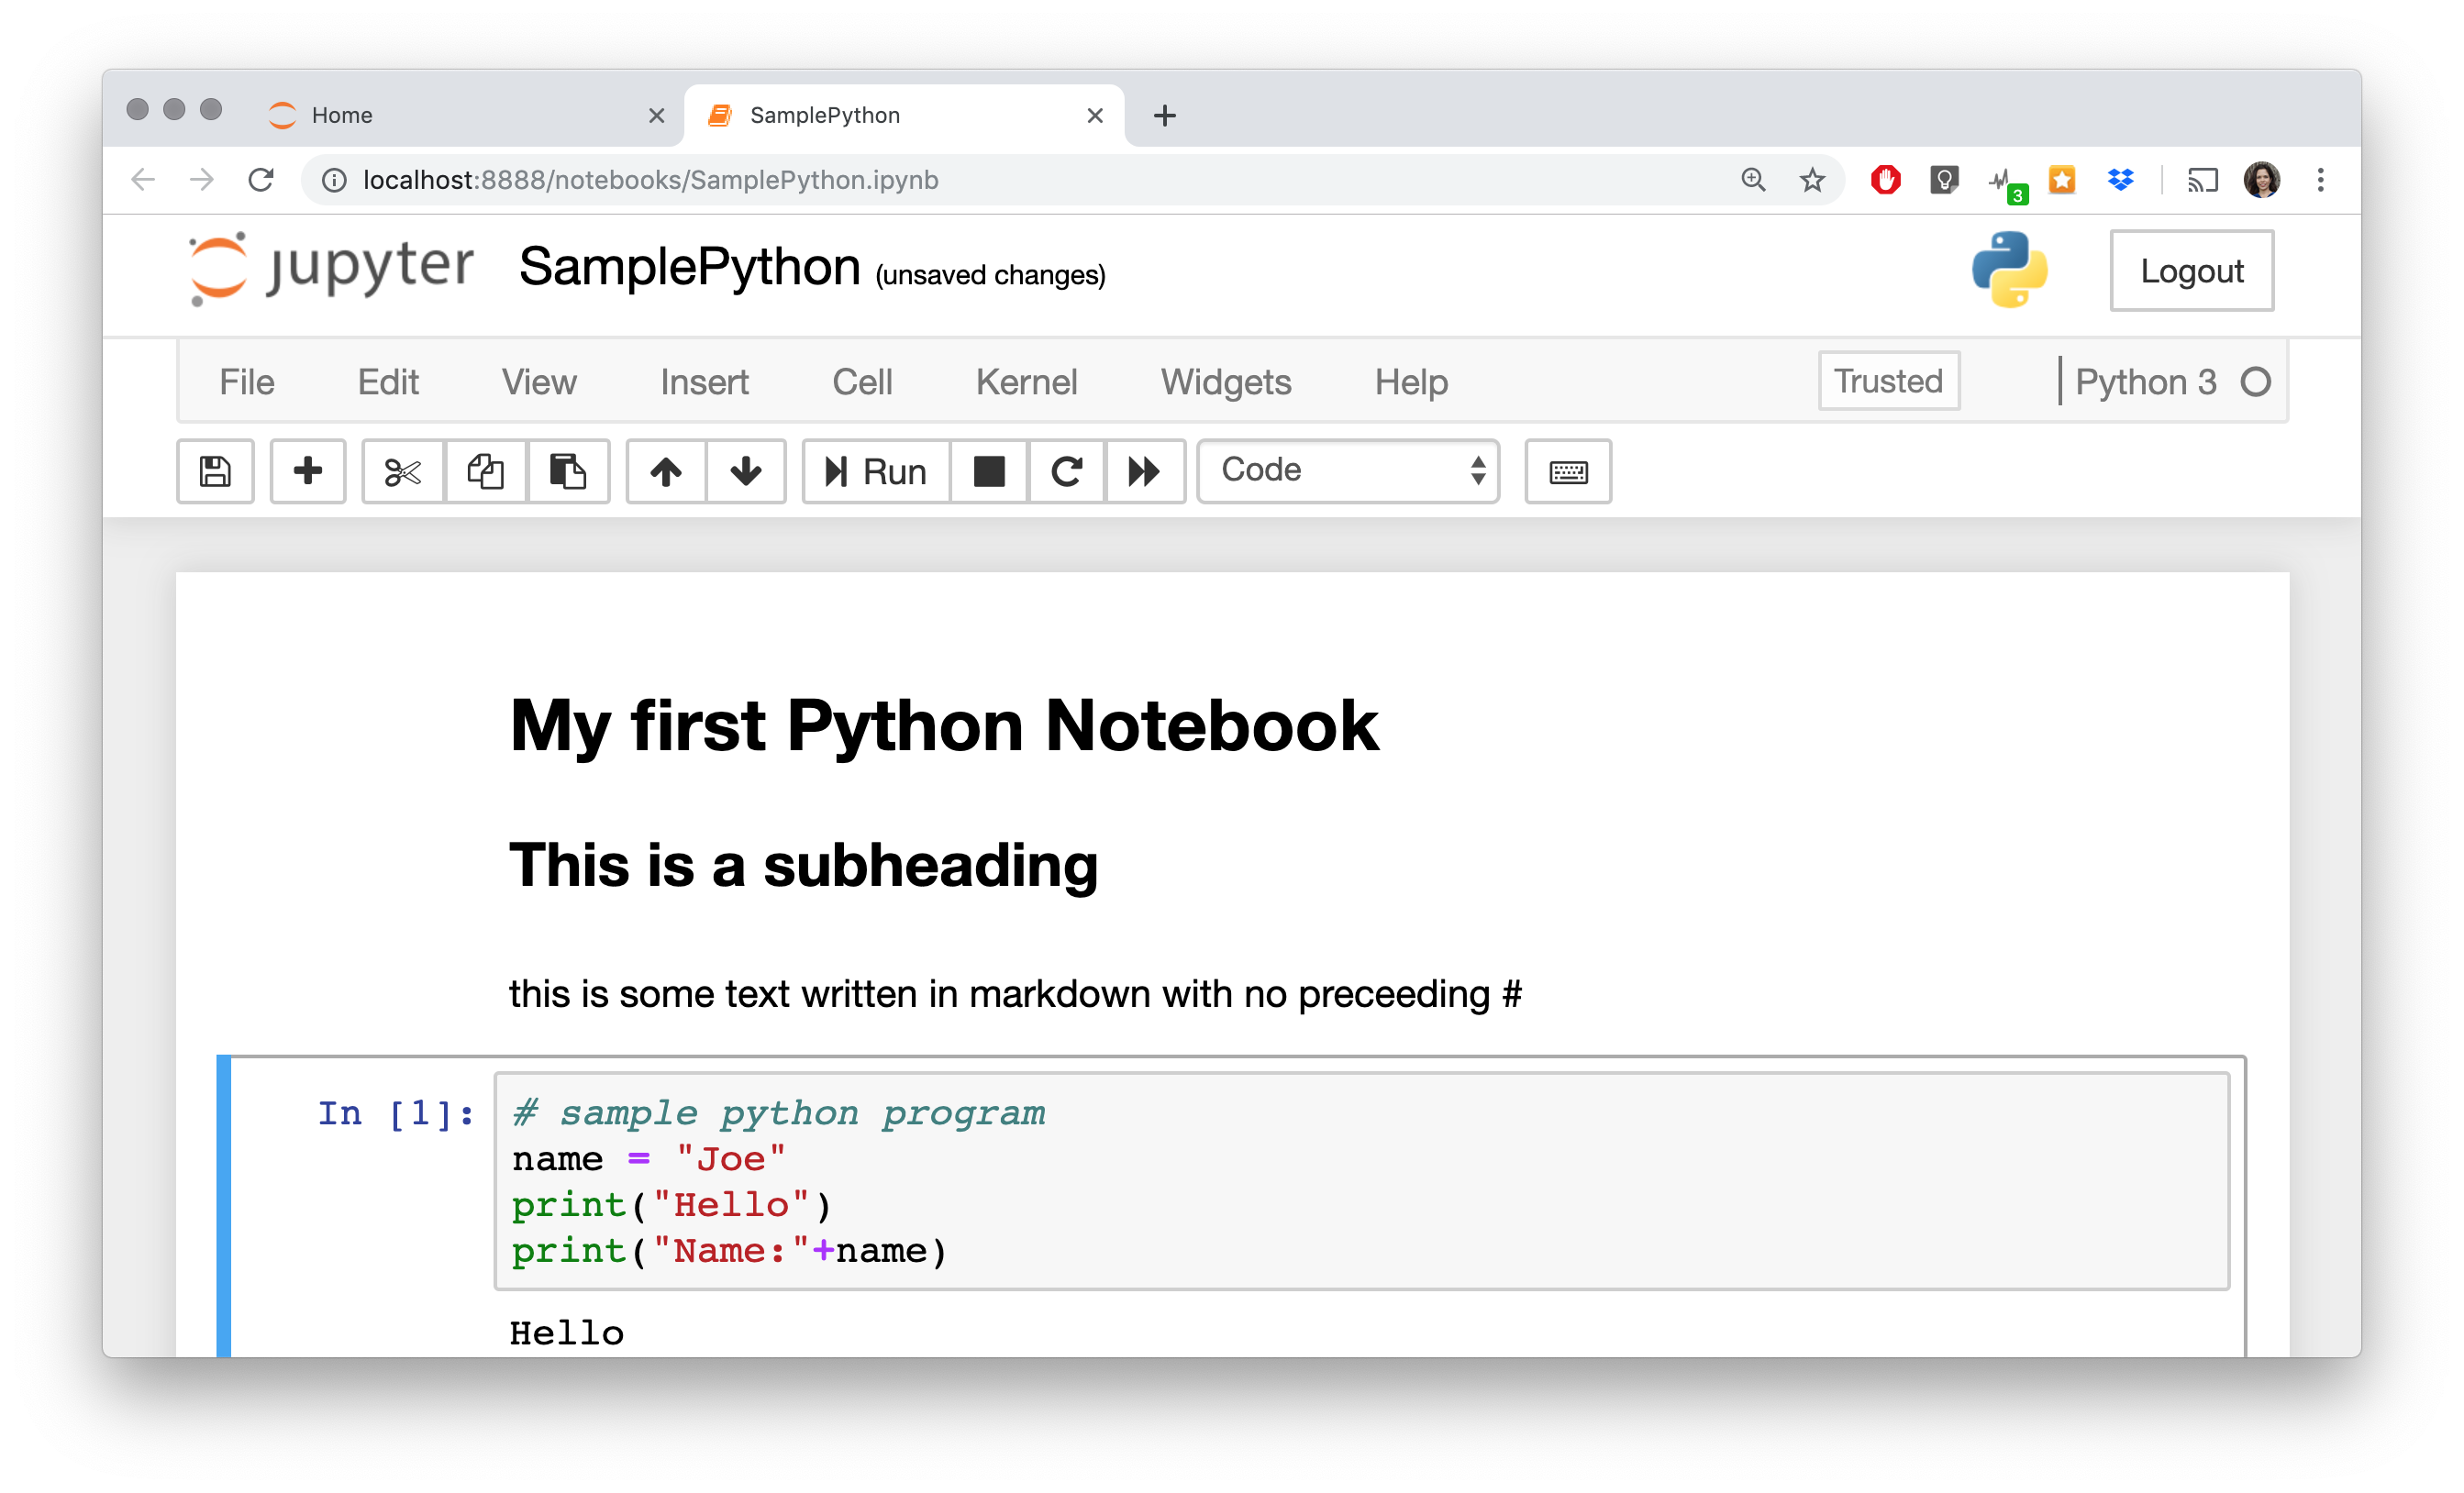 Home
SamplePython
localhost:8888/notebooks/SamplePython.ipynb
3
jupyter SamplePython (unsaved changes)
Logout
File Edit View Insert Cell Kernel Widgets Help Trusted Python 3
Run Code
My first Python Notebook
This is a subheading
this is some text written in markdown with no preceeding #
In [1]: # sample python program
name = "Joe"
print("Hello")
print("Name:"+name)
Hello